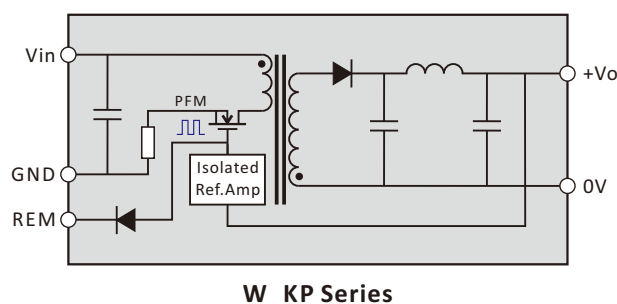 Vin
+Vo
PFM
Isolated
Ref.Amp
GND
0V
REM
W KP Series